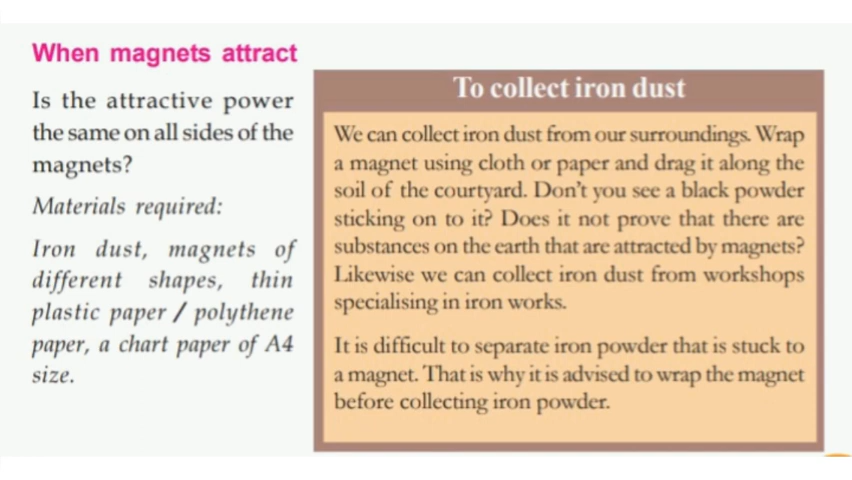 When magnets attract
Is the attractive power
the same on all sides of the
magnets?
Materials required:
Iron dust, magnets of
different shapes, thin
plastic paper / polythene
paper, a chart paper of A4
size.
To collect iron dust
We can collect iron dust from our surroundings. Wrap
a magnet using cloth or paper and drag it along the
soil of the courtyard. Don't you see a black powder
sticking on to it? Does it not prove that there are
substances on the earth that are attracted by magnets?
Likewise we can collect iron dust from workshops
specialising in iron works.
It is difficult to separate iron powder that is stuck to
a magnet. That is why it is advised to wrap the magnet
before collecting iron powder.